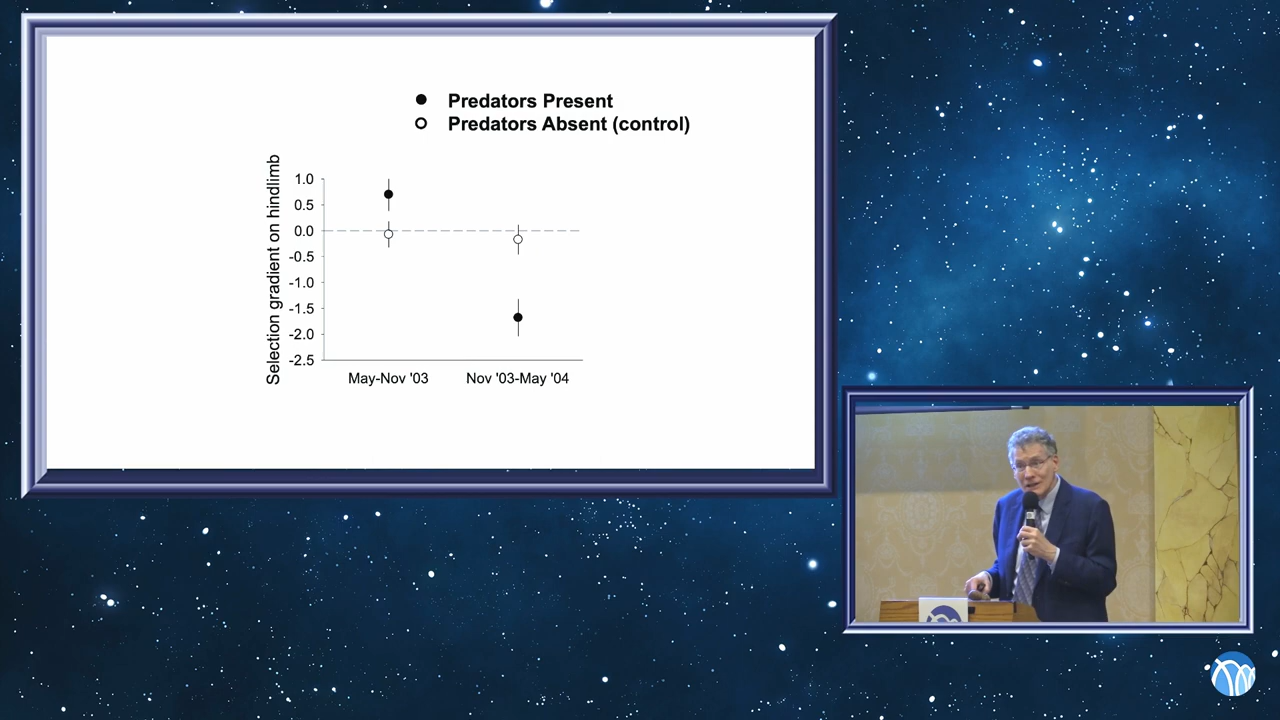 Predators Present
Predators Absent (control)
Selection gradient on hindlimb
1.0
0.5
0.0
-0.5
-1.0
-1.5
-2.0
-2.5
May-Nov '03
Nov '03-May '04